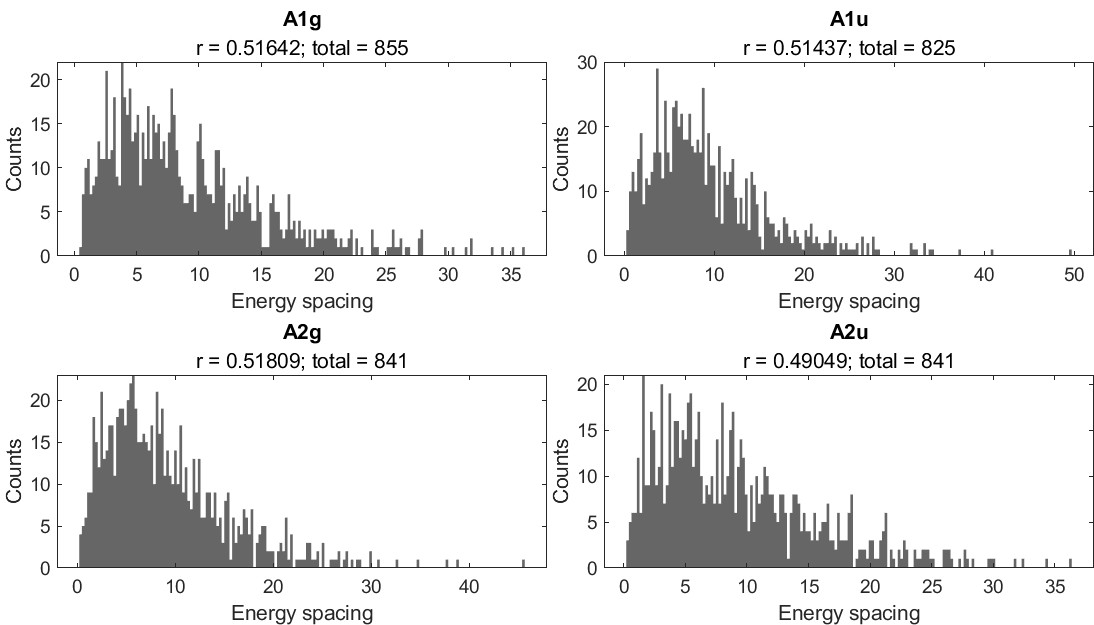 A1g
r = 0.51642; total = 855
20
15
10
5
0
Counts
0 5 10 15 20 25 30 35
Energy spacing
A1u
r = 0.51437; total = 825
30
20
10
0
Counts
0 10 20 30 40 50
Energy spacing
A2g
r = 0.51809; total = 841
20
15
10
5
0
Counts
0 10 20 30 40
Energy spacing
A2u
r = 0.49049; total = 841
20
15
10
5
0
Counts
0 5 10 15 20 25 30 35
Energy spacing